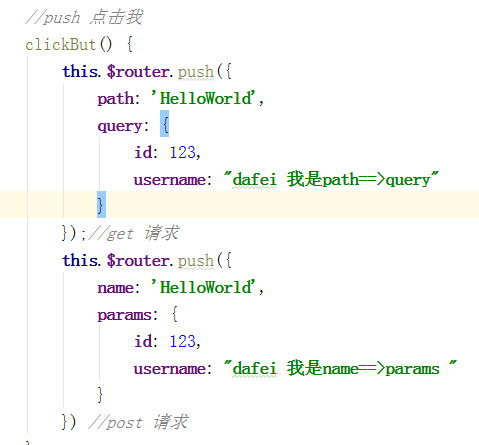 //push 点击我
clickBut() {
this.$router.push({
path: 'HelloWorld',
query: {
id: 123,
username: "dafei 我是path==>query"
}
});//get 请求
this.$router.push({
name: 'HelloWorld',
params: {
id: 123,
username: "dafei 我是name==>params "
}
}) //post 请求